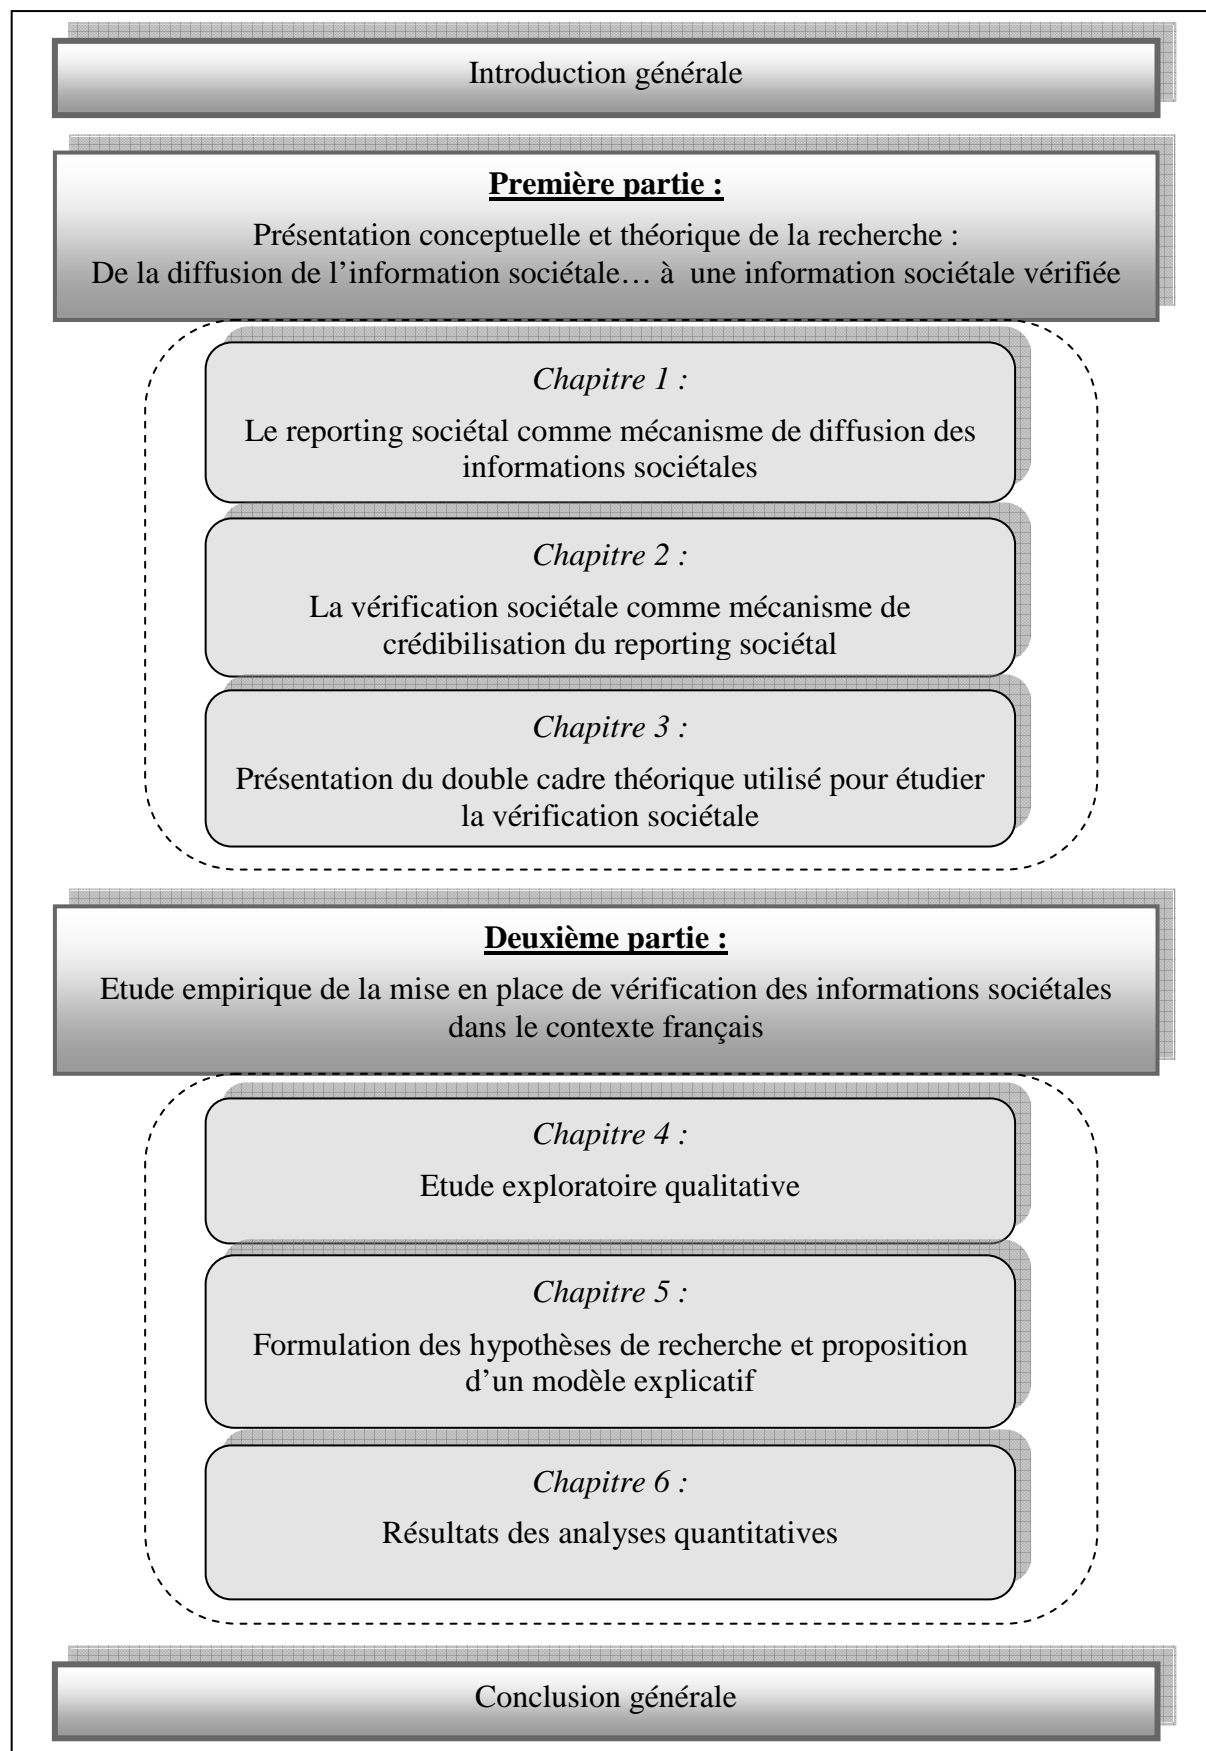 Introduction générale
Première partie :
Présentation conceptuelle et théorique de la recherche :
De la diffusion de l’information sociétale… à une information sociétale vérifiée
Chapitre 1 :
Le reporting sociétal comme mécanisme de diffusion des
informations sociétales
Chapitre 2 :
La vérification sociétale comme mécanisme de
crédibilisation du reporting sociétal
Chapitre 3 :
Présentation du double cadre théorique utilisé pour étudier
la vérification sociétale
Deuxième partie :
Etude empirique de la mise en place de vérification des informations sociétales
dans le contexte français
Chapitre 4 :
Etude exploratoire qualitative
Chapitre 5 :
Formulation des hypothèses de recherche et proposition
d’un modèle explicatif
Chapitre 6 :
Résultats des analyses quantitatives
Conclusion générale